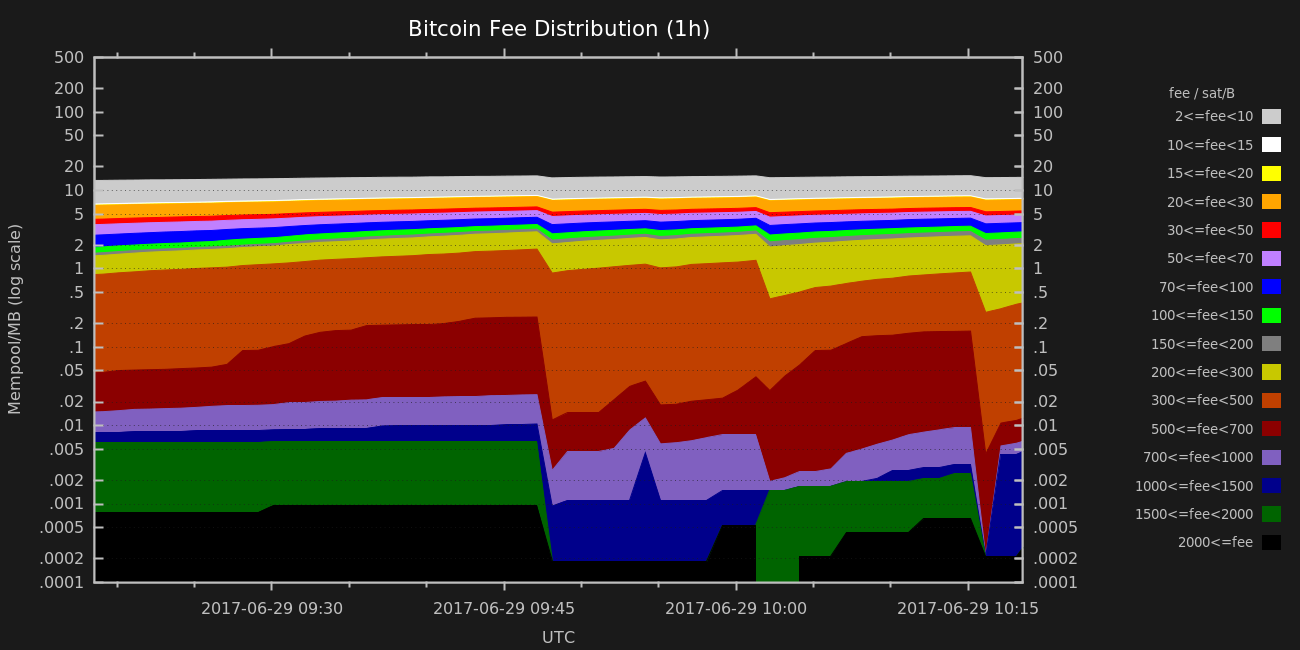 Bitcoin Fee Distribution (1h)
500
200
100
50
20
10
5
2
1
.5
.2
.1
.05
.02
.01
.005
.002
.001
.0005
.0002
.0001
Mempool/MB (log scale)
500
200
100
50
20
10
5
2
1
.5
.2
.1
.05
.02
.01
.005
.002
.001
.0005
.0002
.0001
2017-06-29 09:30 2017-06-29 09:45 2017-06-29 10:00 2017-06-29 10:15
UTC
fee / sat/B
2<=fee<10
10<=fee<15
15<=fee<20
20<=fee<30
30<=fee<50
50<=fee<70
70<=fee<100
100<=fee<150
150<=fee<200
200<=fee<300
300<=fee<500
500<=fee<700
700<=fee<1000
1000<=fee<1500
1500<=fee<2000
2000<=fee